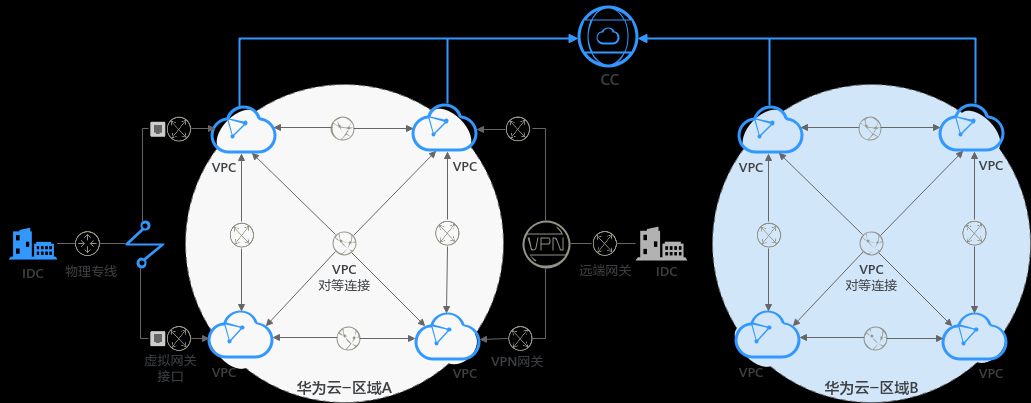 CC
VPC
VPC
VPC
VPC
IDC
物理专线
VPC
对等连接
VPN
远端网关
IDC
VPC
对等连接
虚拟网关
接口
VPC
VPC
VPN网关
VPC
VPC
华为云-区域A
华为云-区域B